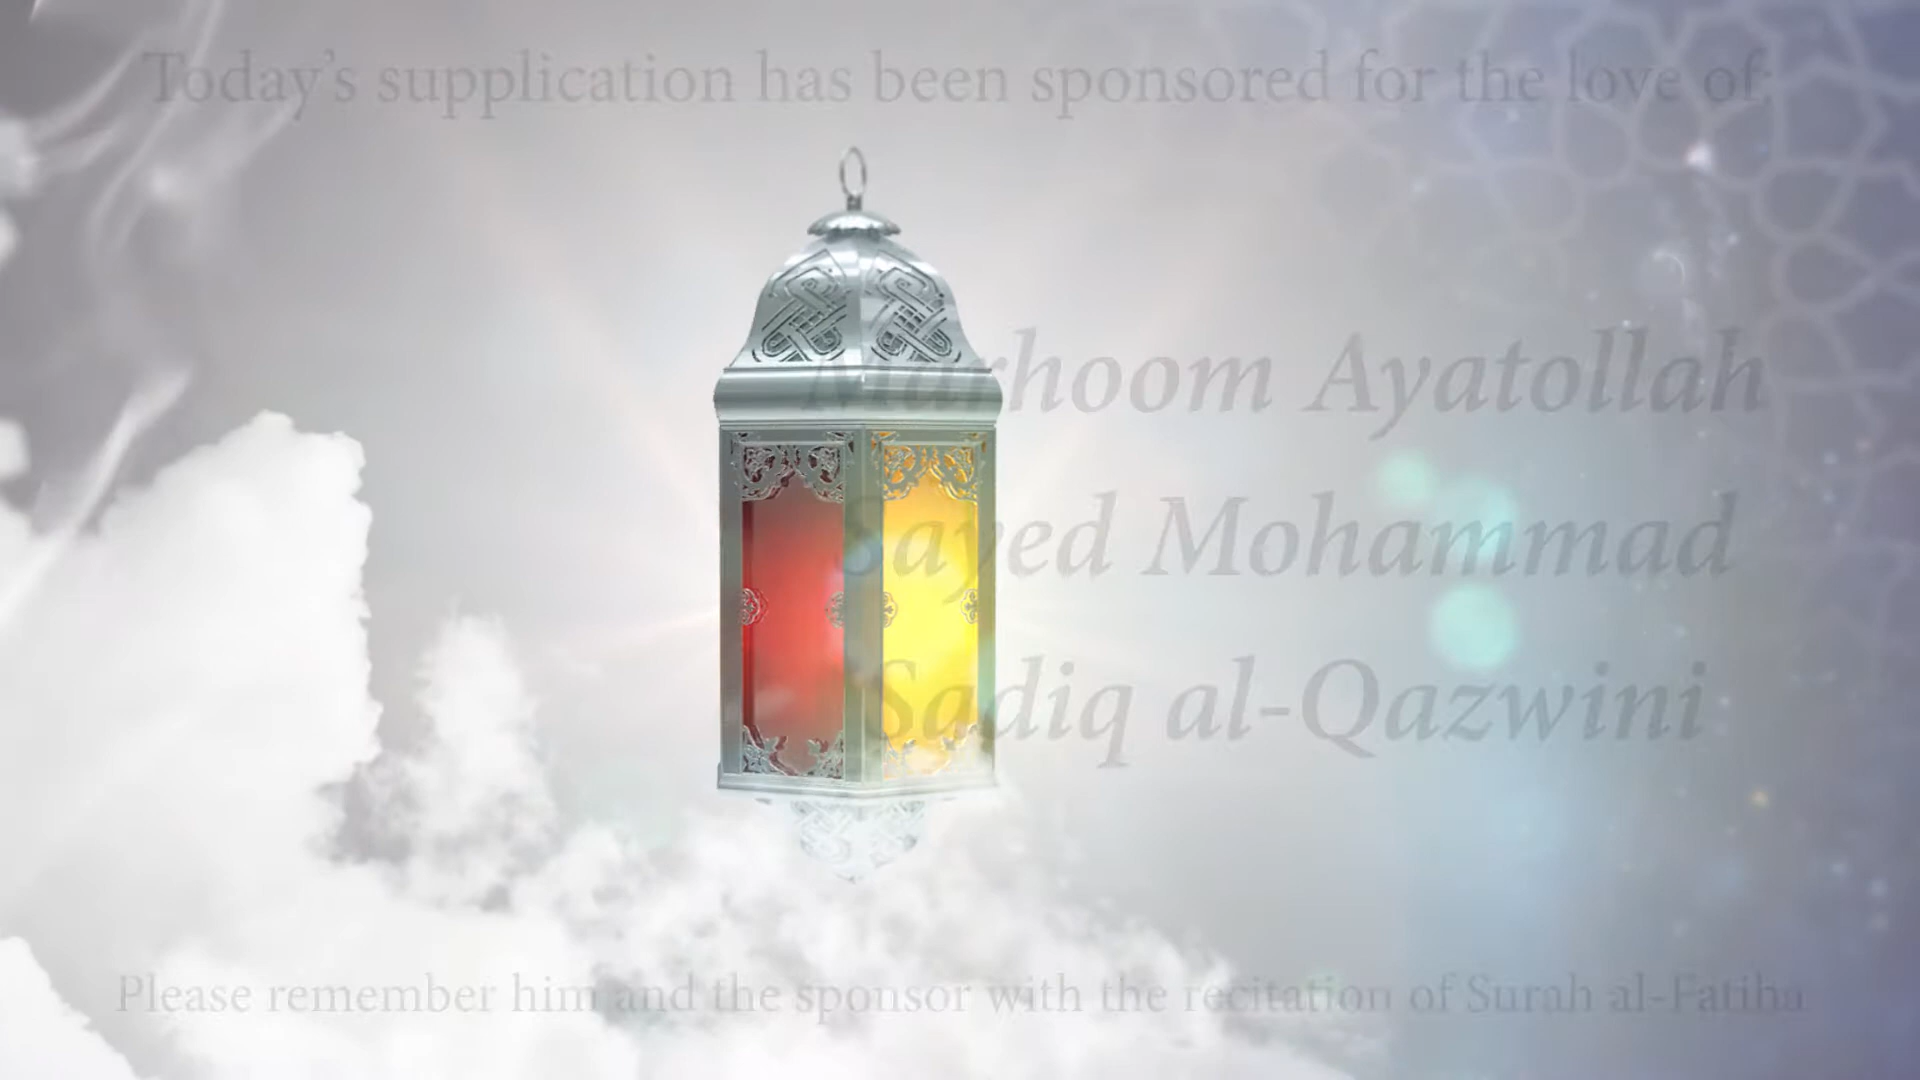 Today's supplication has been sponsored for the love of:
Marhoom Ayatollah
Sayed Mohammad
Sadiq al-Qazwini
Please remember him and the sponsor with the recitation of Surah al-Fatiha